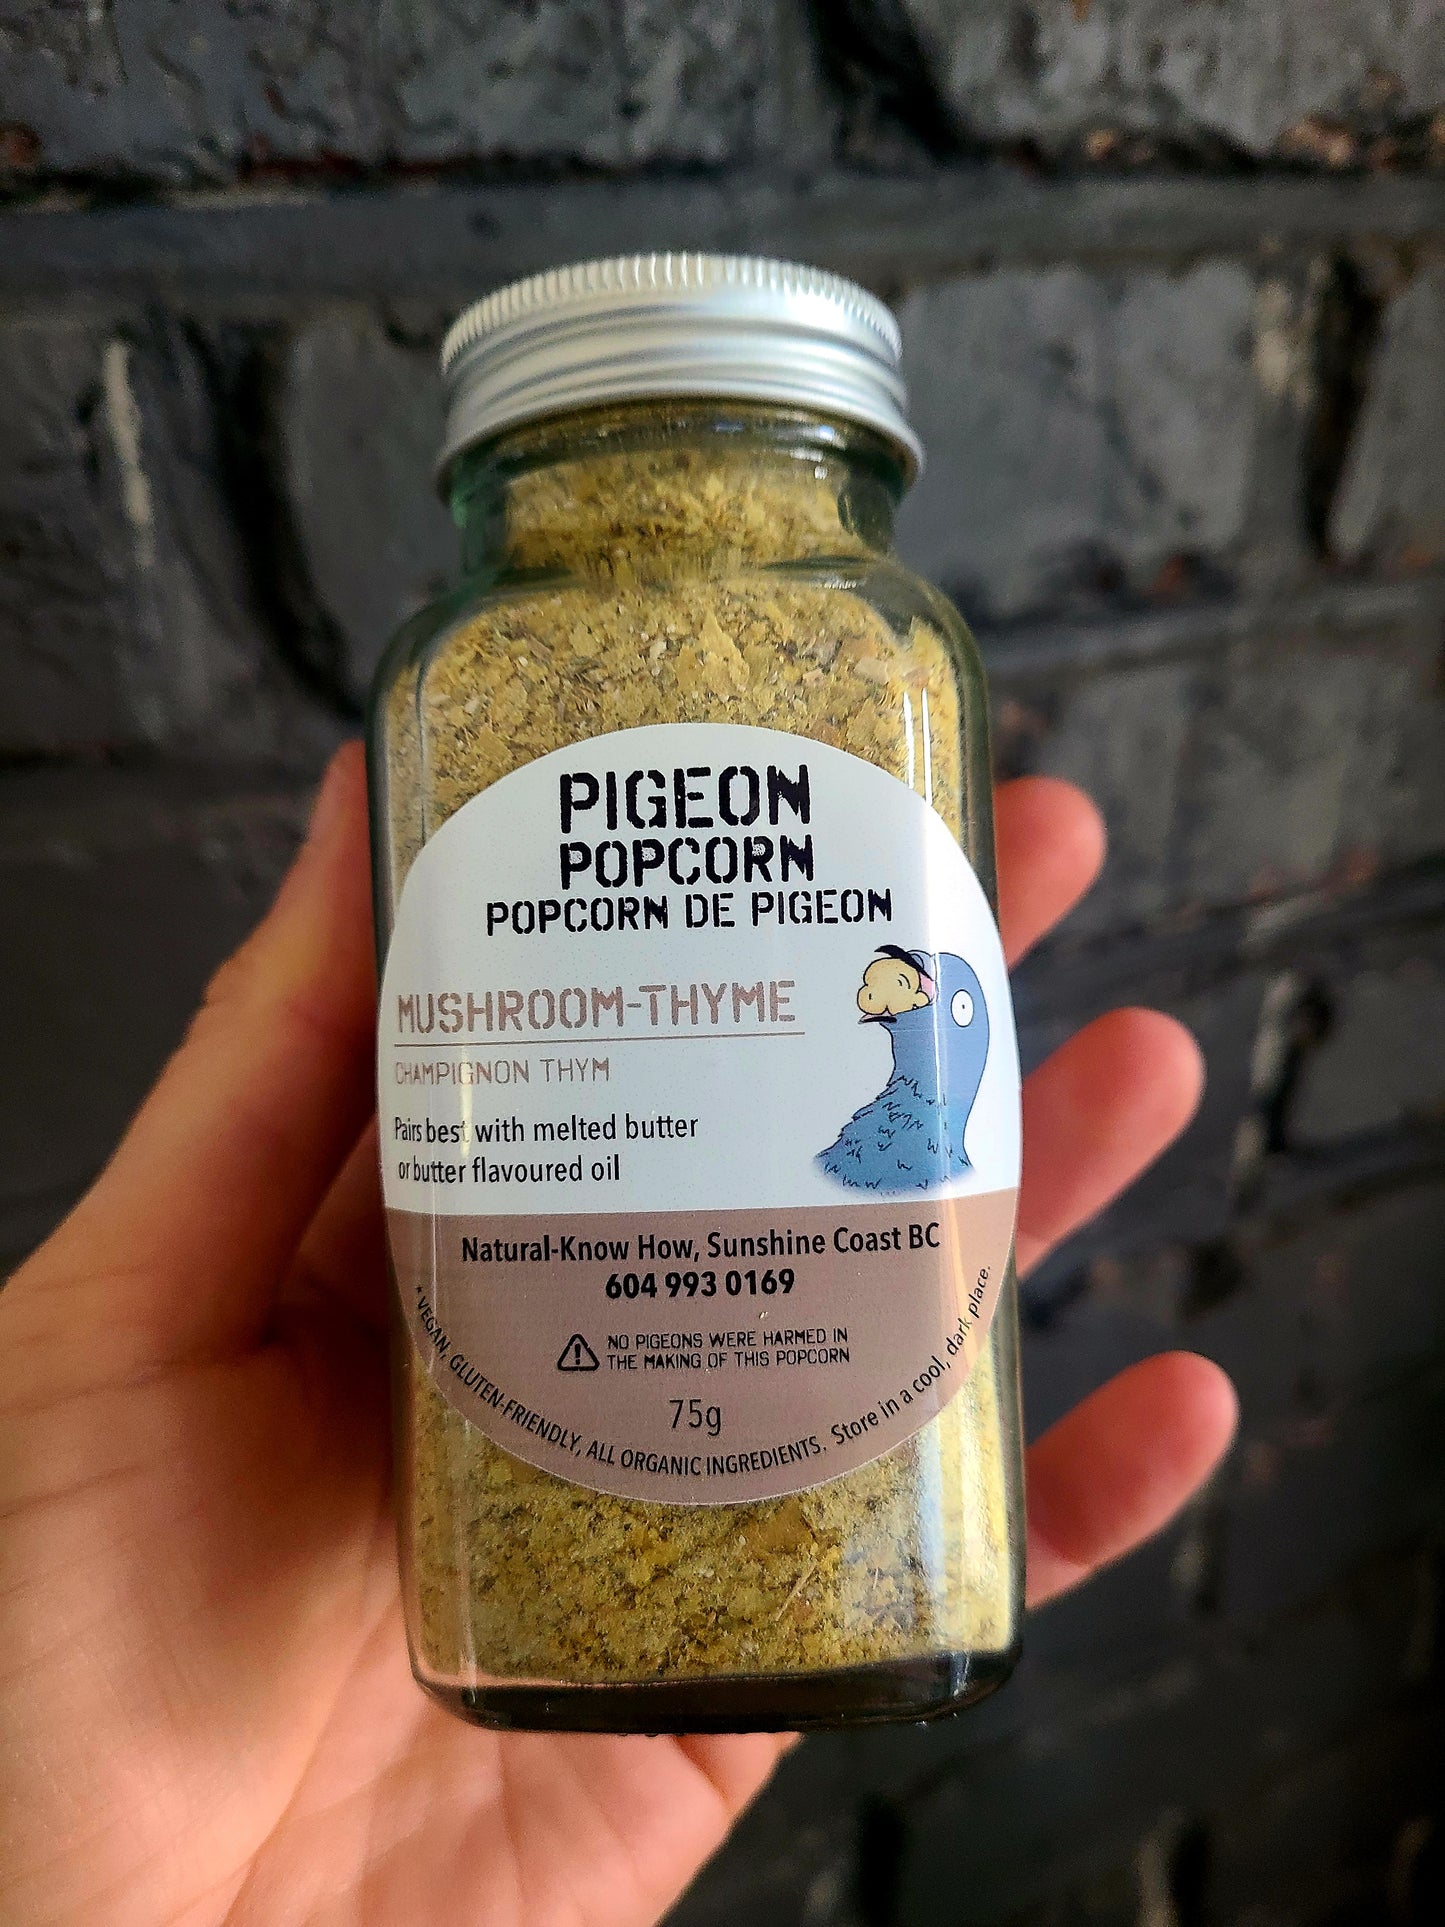 PIGEON
POPCORN
POPCORN DE PIGEON
MUSHROOM-THYME
CHAMPIGNON THYM
Pairs best with melted butter
or butter flavoured oil
Natural-Know How, Sunshine Coast BC
604 993 0169
NO PIGEONS WERE HARMED IN
THE MAKING OF THIS POPCORN
75g
* VEGAN, GLUTEN-FRIENDLY, ALL ORGANIC INGREDIENTS. Store in a cool, dark place.